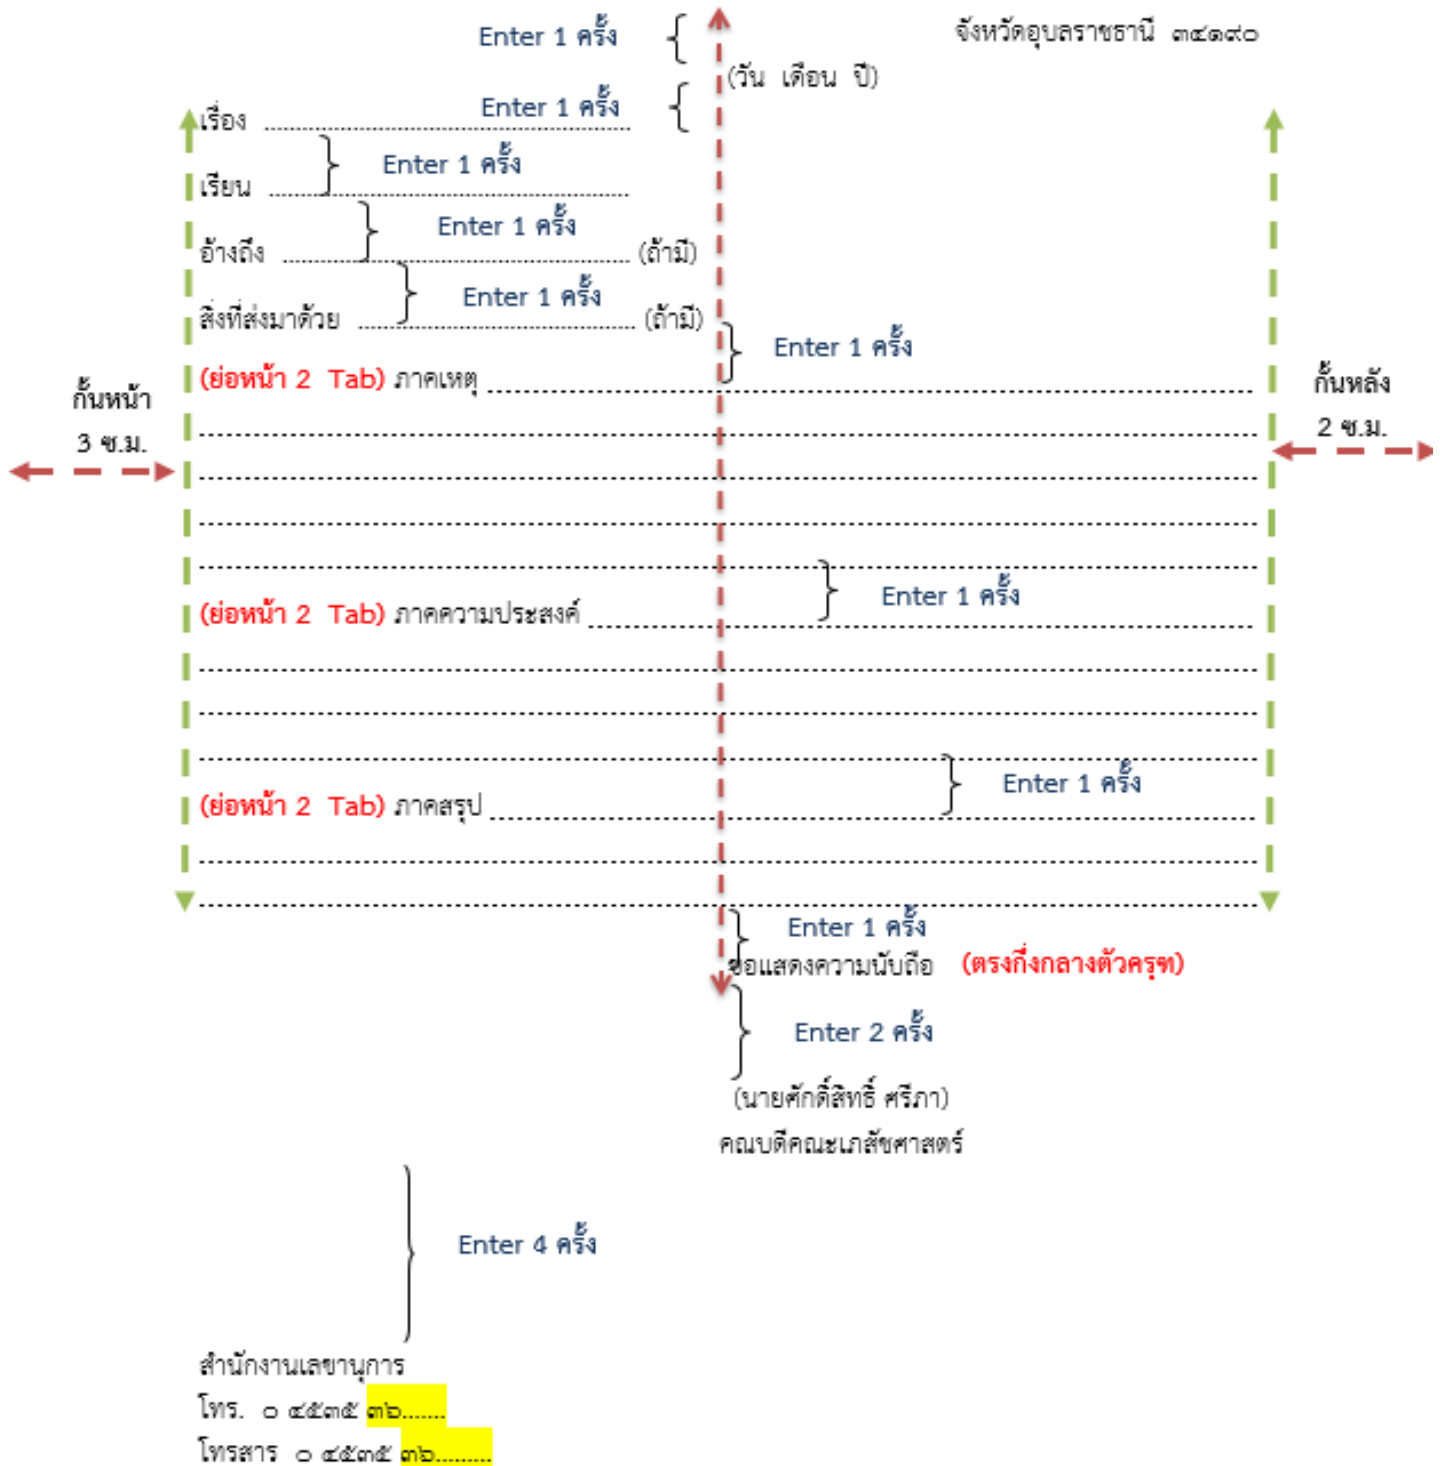 Enter 1 ครั้ง จังหวัดอุบลราชธานี ๓๔๑๙๐
(วัน เดือน ปี)
Enter 1 ครั้ง
เรื่อง ........................................
Enter 1 ครั้ง
เรียน ........................................
Enter 1 ครั้ง
อ้างถึง ........................................ (ถ้ามี)
Enter 1 ครั้ง
สิ่งที่ส่งมาด้วย ........................................ (ถ้ามี)
Enter 1 ครั้ง
(ย่อหน้า 2 Tab) ภาคเหตุ ........................................
กั้นหน้า
3 ซ.ม.
กั้นหลัง
2 ซ.ม.
Enter 1 ครั้ง
(ย่อหน้า 2 Tab) ภาคความประสงค์ ........................................
Enter 1 ครั้ง
(ย่อหน้า 2 Tab) ภาคสรุป ........................................
Enter 1 ครั้ง
ขอแสดงความนับถือ (ตรงกึ่งกลางตัวครุฑ)
Enter 2 ครั้ง
(นายศักดิ์สิทธิ์ ศรีภา)
คณบดีคณะเภสัชศาสตร์
Enter 4 ครั้ง
สำนักงานเลขานุการ
โทร. ๐ ๔๕๓๕ ๓๖.......
โทรสาร ๐ ๔๕๓๕ ๓๖.........